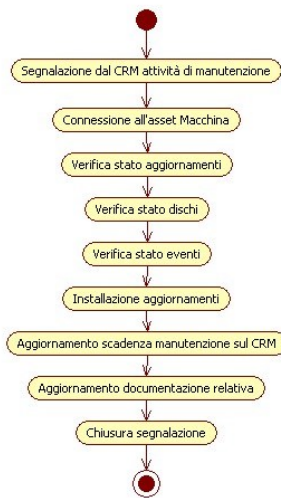 Segnalazione dal CRM attività di manutenzione
Connessione all'asset Macchina
Verifica stato aggiornamenti
Verifica stato dischi
Verifica stato eventi
Installazione aggiornamenti
Aggiornamento scadenza manutenzione sul CRM
Aggiornamento documentazione relativa
Chiusura segnalazione